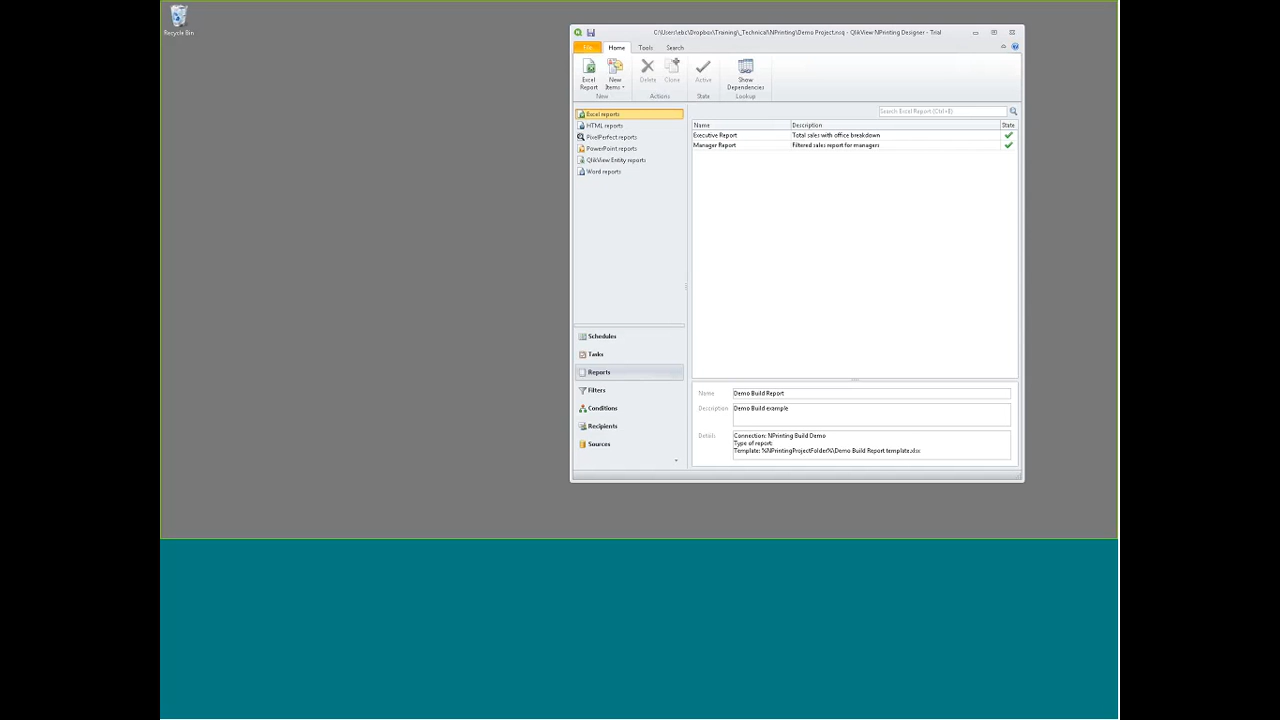 Recycle Bin
C:\Users\ebc\Dropbox\Training\_Technical\NPrinting\Demo Project.nsq - QlikView NPrinting Designer - Trial
File
Home
Tools
Search
Excel Report
New Items
Delete
Clone
Active
Show Dependencies
New
Actions
State
Lookup
Excel reports
HTML reports
PixelPerfect reports
PowerPoint reports
QlikView Entity reports
Word reports
Search Excel Report (Ctrl+E)
Name
Description
State
Executive Report
Total sales with office breakdown
Manager Report
Filtered sales report for managers
Schedules
Tasks
Reports
Filters
Conditions
Recipients
Sources
Name
Demo Build Report
Description
Demo Build example
Details
Connection: NPrinting Build Demo
Type of report:
Template: %NPrintingProjectFolder%\Demo Build Report template.xlsx